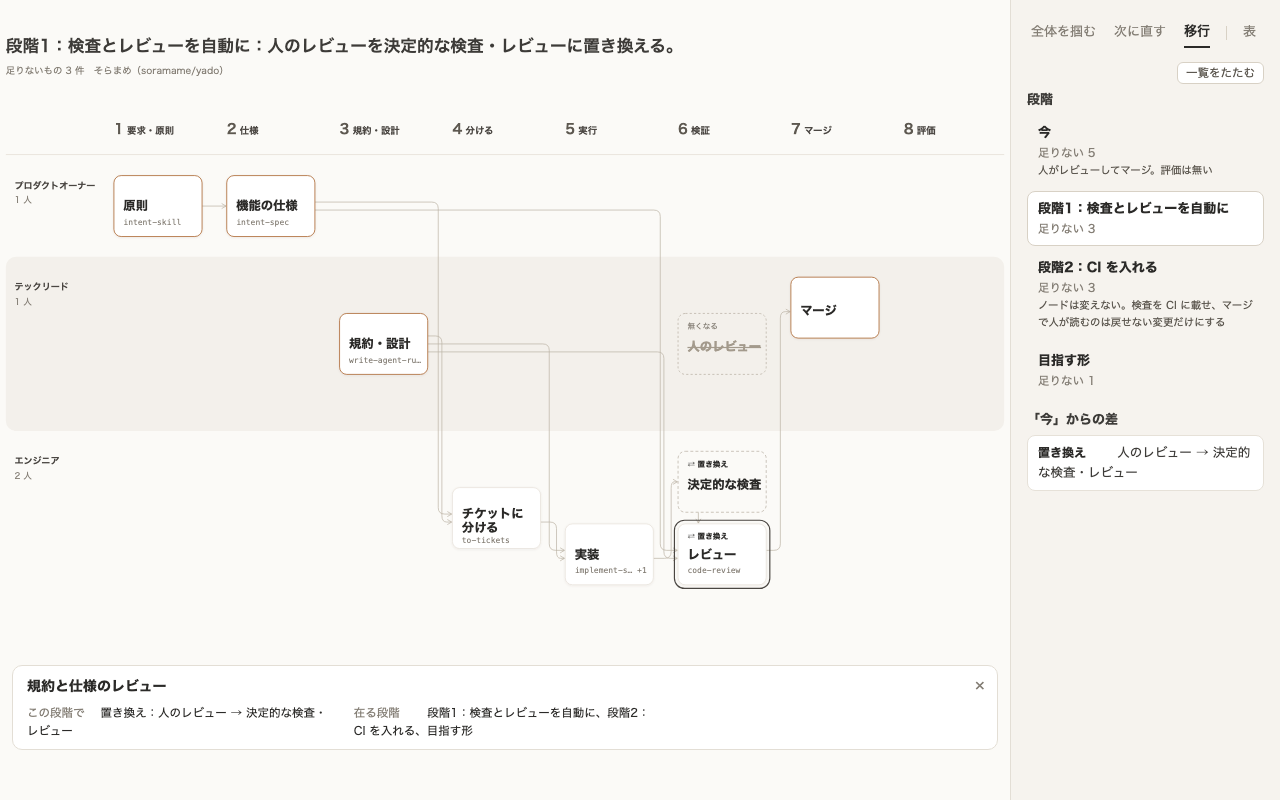 段階1：検査とレビューを自動に：人のレビューを決定的な検査・レビューに置き換える。
足りないもの 3 件　そらまめ（soramame/yado）
1 要求・原則
2 仕様
3 規約・設計
4 分ける
5 実行
6 検証
7 マージ
8 評価
プロダクトオーナー
1 人
原則
intent-skill
機能の仕様
intent-spec
テックリード
1 人
規約・設計
write-agent-ru…
無くなる
人のレビュー
マージ
エンジニア
2 人
チケットに
分ける
to-tickets
実装
implement-s… +1
⇄ 置き換え
決定的な検査
⇄ 置き換え
レビュー
code-review
規約と仕様のレビュー
×
この段階で　置き換え：人のレビュー → 決定的な検査・
レビュー
在る段階　段階1：検査とレビューを自動に、段階2：
CI を入れる、目指す形
全体を掴む
次に直す
移行
表
一覧をたたむ
段階
今
足りない 5
人がレビューしてマージ。評価は無い
段階1：検査とレビューを自動に
足りない 3
段階2：CI を入れる
足りない 3
ノードは変えない。検査を CI に載せ、マージ
で人が読むのは戻せない変更だけにする
目指す形
足りない 1
「今」からの差
置き換え　人のレビュー → 決定的
な検査・レビュー